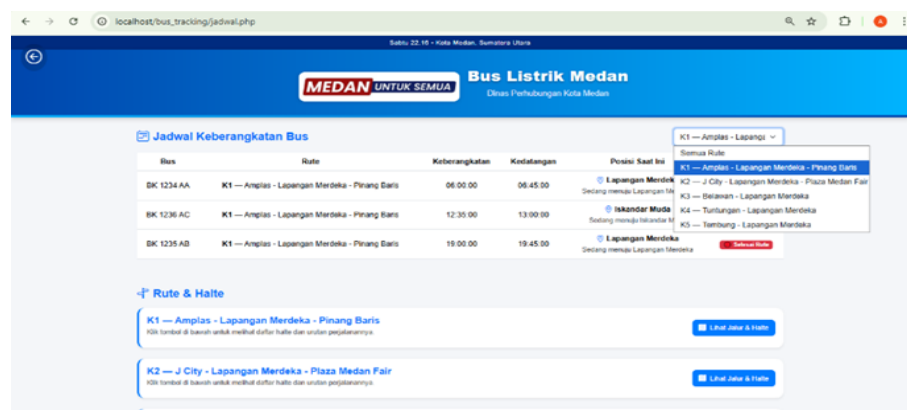 localhost/bus_tracking/jadwal.php
Sabtu 22.16 • Kota Medan, Sumatera Utara
MEDAN UNTUK SEMUA
Bus Listrik Medan
Dinas Perhubungan Kota Medan
Jadwal Keberangkatan Bus
K1 — Amplas - Lapanga
Semua Rute
K1 — Amplas - Lapangan Merdeka - Pinang Baris
K2 — J City - Lapangan Merdeka - Plaza Medan Fair
K3 — Belawan - Lapangan Merdeka
K4 — Tuntungan - Lapangan Merdeka
K5 — Tembung - Lapangan Merdeka
Bus Rute Keberangkatan Kedatangan Posisi Saat Ini
BK 1234 AA K1 — Amplas - Lapangan Merdeka - Pinang Baris 06:00:00 06:45:00 Lapangan Merdek
Sedang menuju Lapangan Me
BK 1236 AC K1 — Amplas - Lapangan Merdeka - Pinang Baris 12:35:00 13:00:00 Iskandar Muda
Sedang menuju Iskandar M
BK 1235 AB K1 — Amplas - Lapangan Merdeka - Pinang Baris 19:00:00 19:45:00 Lapangan Merdeka
Sedang menuju Lapangan Merdeka Selesai Rute
Rute & Halte
K1 — Amplas - Lapangan Merdeka - Pinang Baris
Klik tombol di bawah untuk melihat daftar halte dan urutan perjalanannya.
Lihat Jalur & Halte
K2 — J City - Lapangan Merdeka - Plaza Medan Fair
Klik tombol di bawah untuk melihat daftar halte dan urutan perjalanannya.
Lihat Jalur & Halte